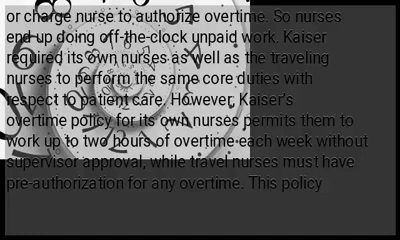 or charge nurse to authorize overtime. So nurses
end up doing off-the-clock unpaid work. Kaiser
required its own nurses as well as the traveling
nurses to perform the same core duties with
respect to patient care. However, Kaiser's
overtime policy for its own nurses permits them to
work up to two hours of overtime each week without
supervisor approval, while travel nurses must have
pre-authorization for any overtime. This policy